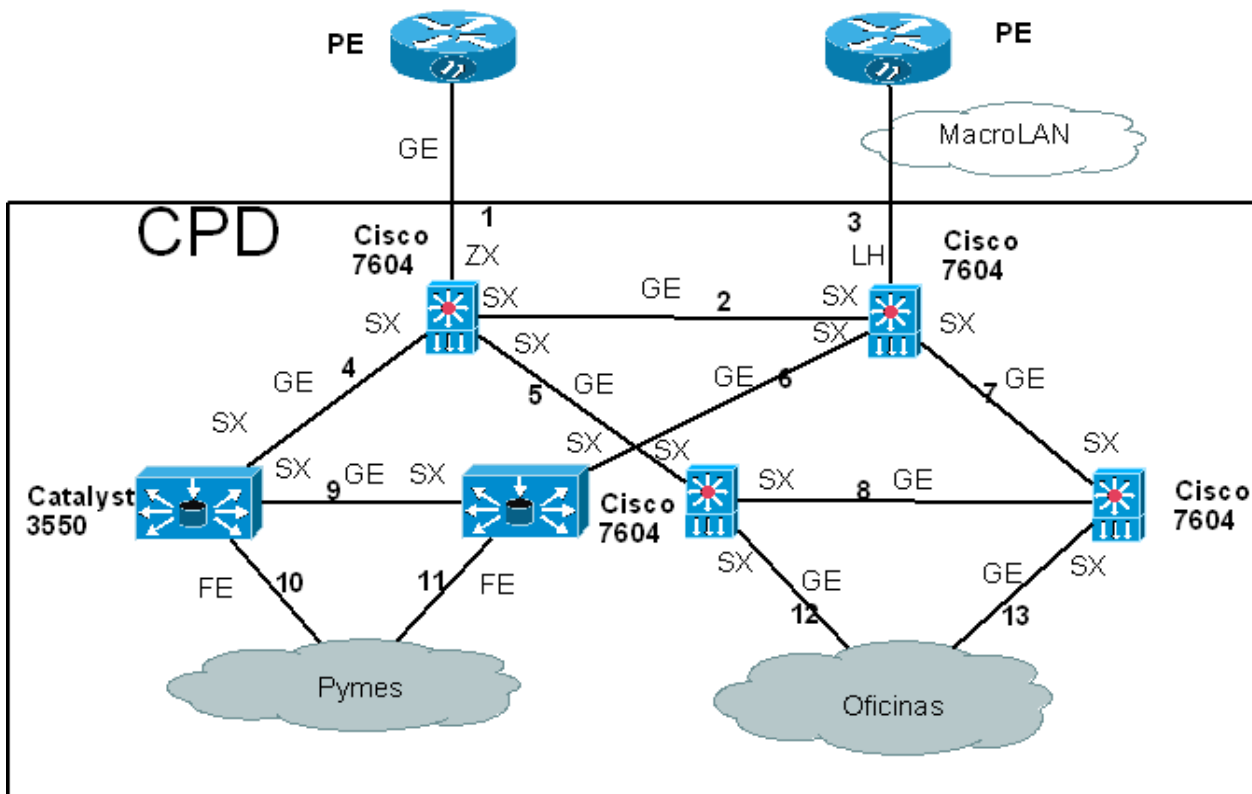 PE
PE
MacroLAN
GE
CPD
1
3
Cisco
7604
ZX
LH
Cisco
7604
SX
GE
2
SX
SX
SX
SX
SX
GE
4
5
GE
GE
6
GE
7
SX
SX
SX
SX
SX
GE
9
SX
Catalyst
3550
Cisco
7604
SX
8
GE
Cisco
7604
FE
10
11
FE
SX
GE
12
GE
13
SX
Pymes
Oficinas